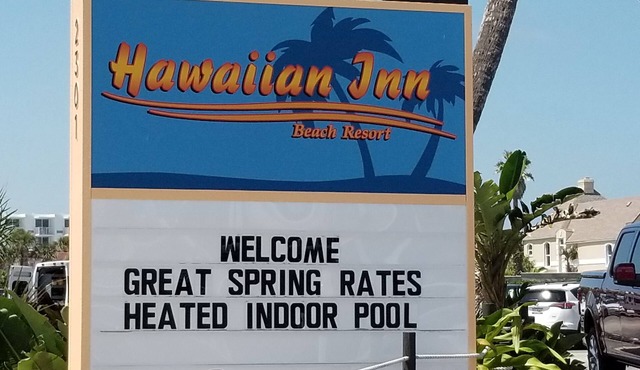 2301
Hawaiian Inn
Beach Resort
WELCOME
GREAT SPRING RATES
HEATED INDOOR POOL